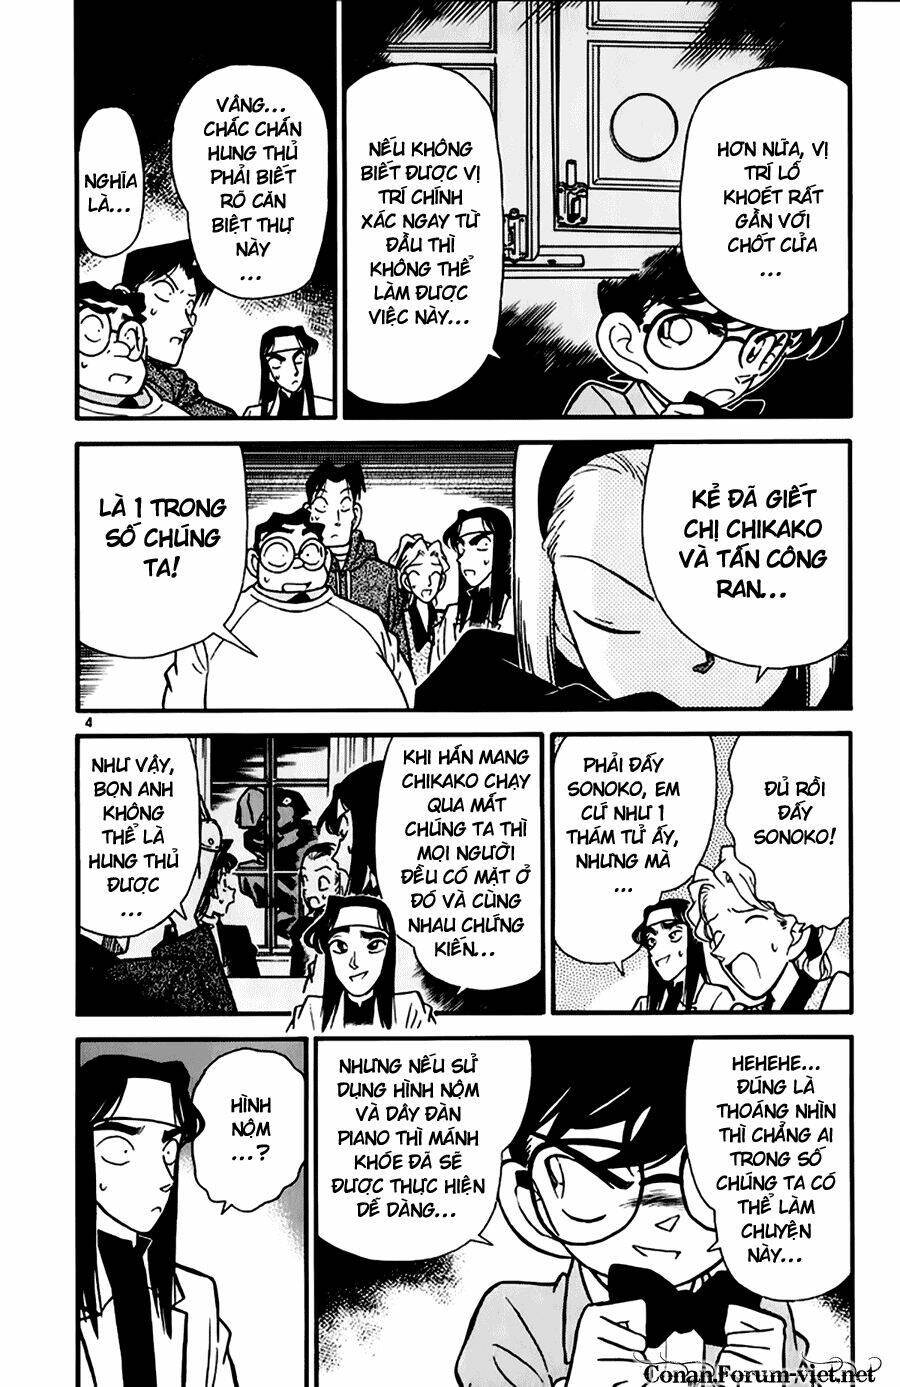 HƠN NỮA, VỊ
TRÍ LỖ
KHOÉT RẤT
GẦN VỚI
CHỐT CỬA
...
NẾU KHÔNG
BIẾT ĐƯỢC VỊ
TRÍ CHÍNH
XÁC NGAY TỪ
ĐẦU THÌ
KHÔNG THỂ
LÀM ĐƯỢC
VIỆC NÀY...
VÂNG...
CHẮC CHẮN
HUNG THỦ
PHẢI BIẾT
RÕ CĂN
BIỆT THỰ
NÀY
...
NGHĨA
LÀ...
KẺ ĐÃ GIẾT
CHỊ CHIKAKO
VÀ TẤN CÔNG
RAN...
LÀ 1 TRONG
SỐ CHÚNG
TA!
4
ĐỦ RỒI
ĐẤY
SONOKO!
PHẢI ĐẤY
SONOKO, EM
CỨ NHƯ 1
THÁM TỬ ẤY,
NHƯNG MÀ
...
KHI HẮN MANG
CHIKAKO CHẠY
QUA MẮT
CHÚNG TA THÌ
MỌI NGƯỜI
ĐỀU CÓ MẶT Ở
ĐÓ VÀ CÙNG
NHAU CHỨNG
KIẾN...
NHƯ VẬY,
BỌN ANH
KHÔNG
THỂ LÀ
HUNG THỦ
ĐƯỢC
...
HEHEHE...
ĐÚNG LÀ
THOÁNG NHÌN
THÌ CHẲNG AI
TRONG SỐ
CHÚNG TA CÓ
THỂ LÀM
CHUYỆN
NÀY...
NHƯNG NẾU SỬ
DỤNG HÌNH NỘM
VÀ DÂY ĐÀN
PIANO THÌ MÁNH
KHÓE ĐÃ SẼ
ĐƯỢC THỰC HIỆN
DỄ DÀNG...
HÌNH
NỘM
...?
Conan.Forum-viet.net